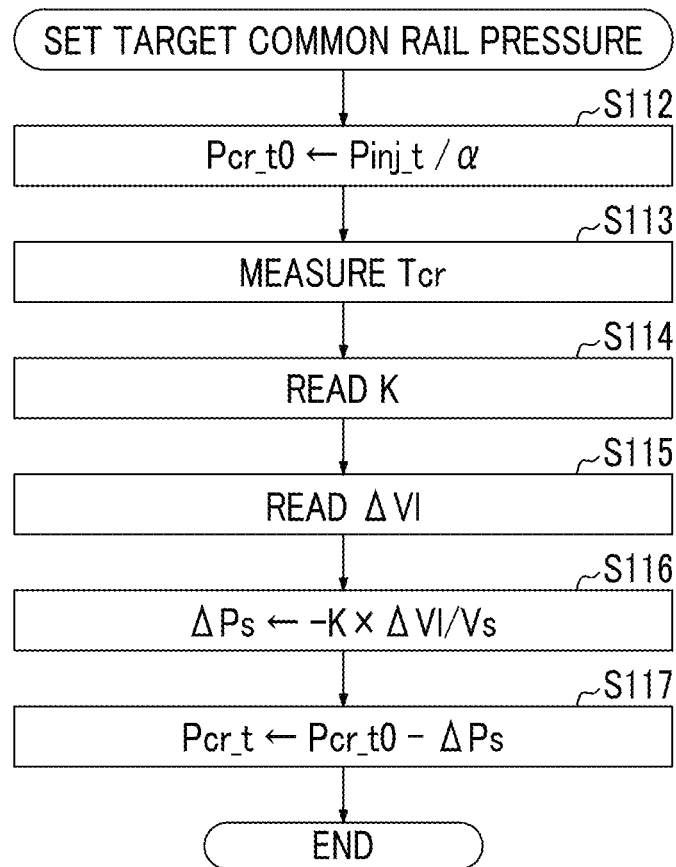 SET TARGET COMMON RAIL PRESSURE
S112
Pcr_t0 ← Pinj_t / α
S113
MEASURE Tcr
S114
READ K
S115
READ ΔVl
S116
ΔPs ← -K × ΔVl/Vs
S117
Pcr_t ← Pcr_t0 - ΔPs
END